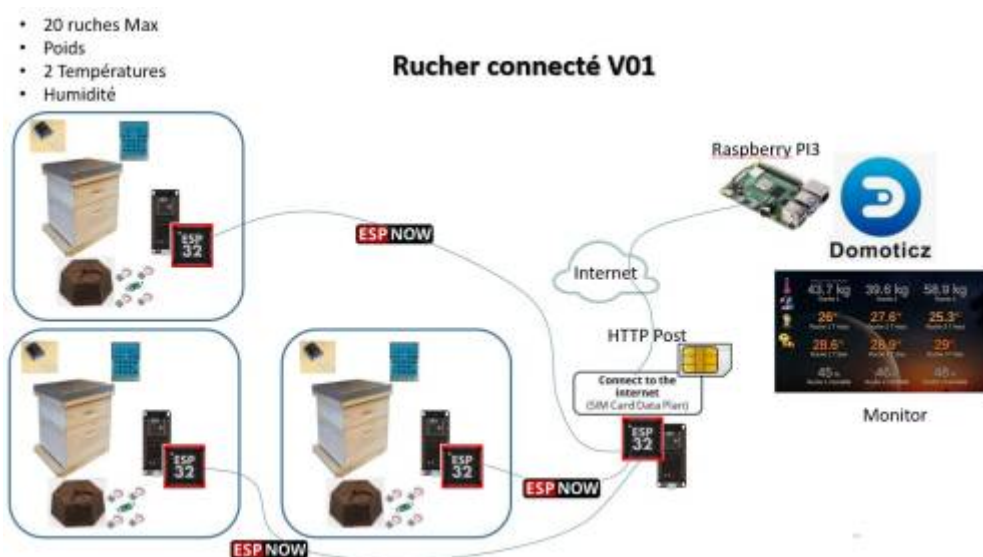 20 ruches Max
Poids
2 Températures
Humidité
Rucher connecté V01
Raspberry PI3
Domoticz
ESP 32
ESP NOW
Internet
HTTP Post
Connect to the
internet
(SIM Card Data Plan)
ESP 32
43.7 kg 39.6 kg 58.9 kg
26° 27.6° 25.3°
28.6° 28.9° 29°
45 46 46
Monitor
ESP 32
ESP 32
ESP NOW
ESP NOW